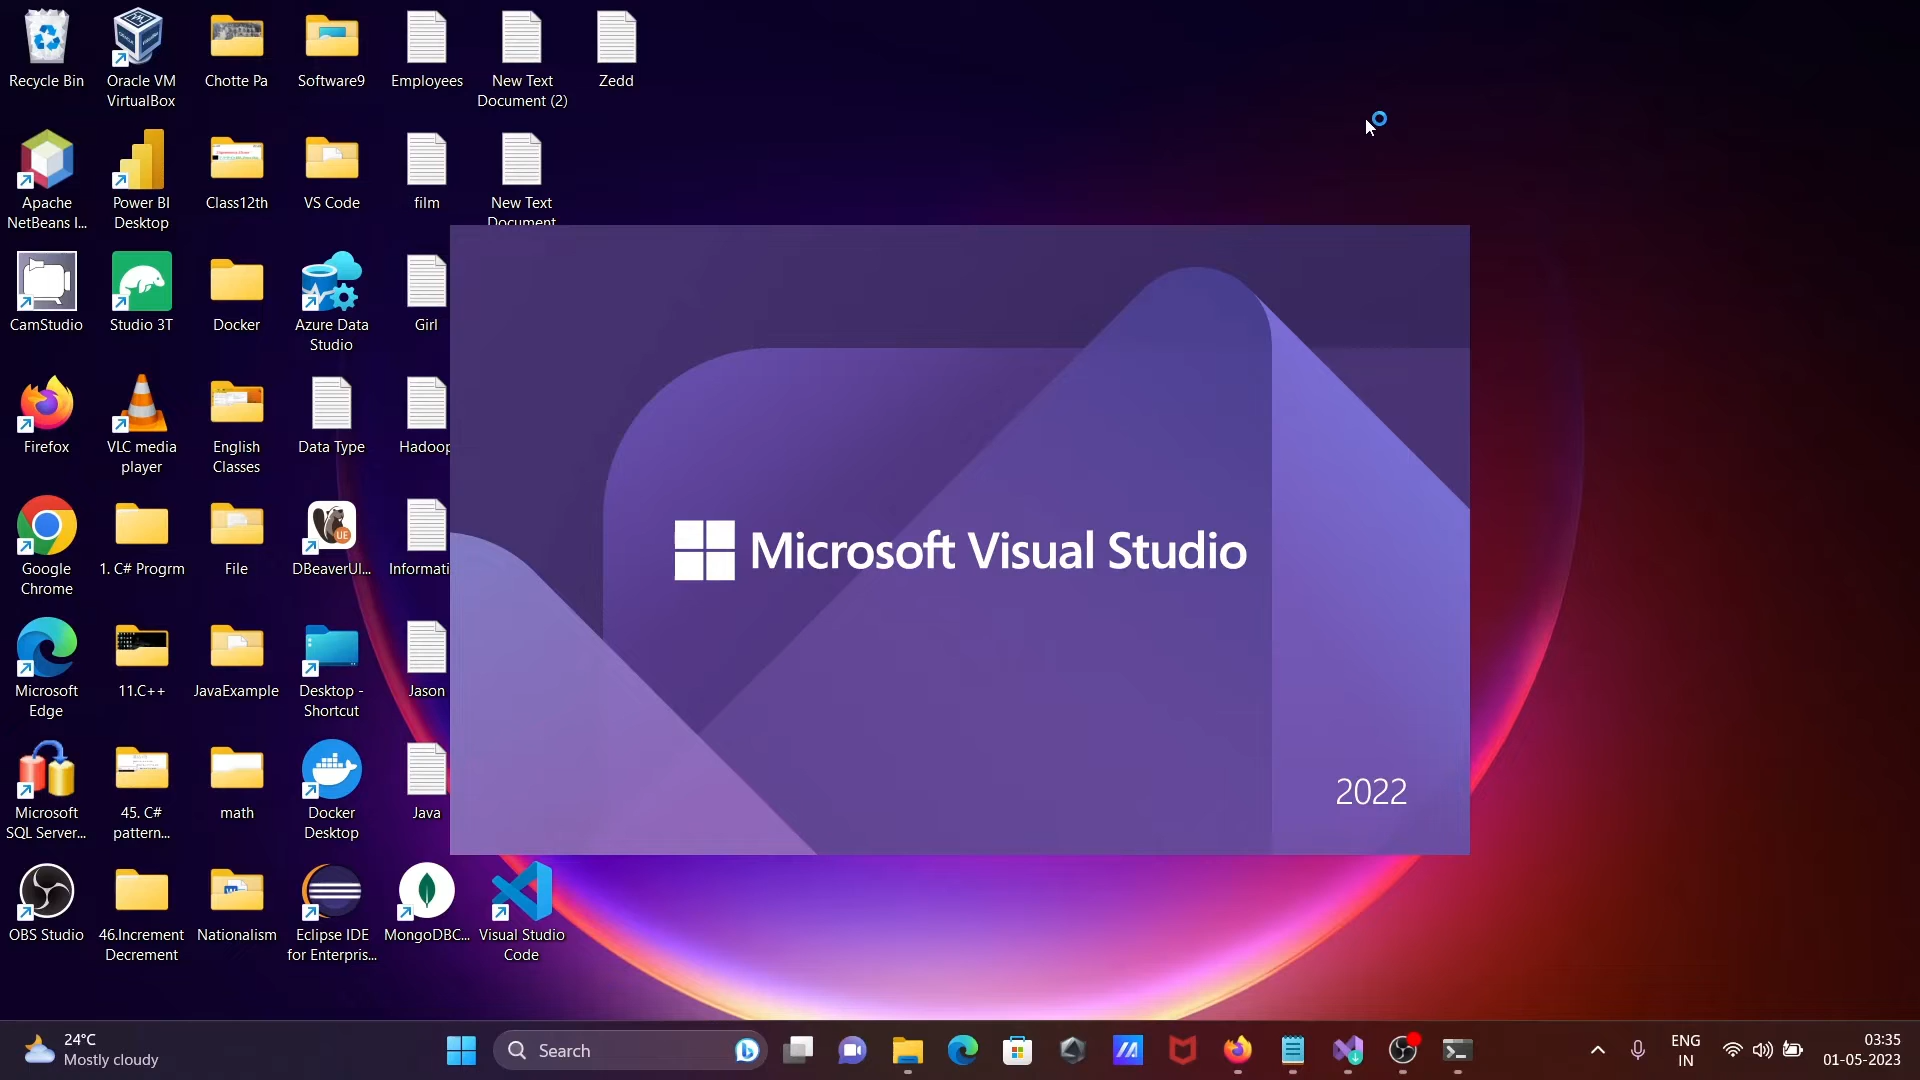 Recycle Bin
Oracle VM
VirtualBox
Chotte Pa
Software9
Employees
New Text
Document (2)
Zedd
Apache
NetBeans I...
Power BI
Desktop
Class12th
VS Code
film
New Text
Document
CamStudio
Studio 3T
Docker
Azure Data
Studio
Girl
Firefox
VLC media
player
English
Classes
Data Type
Hadoop
Google
Chrome
1. C# Progrm
File
UE
DBeaverUl...
Informati
Microsoft
Edge
11.C++
JavaExample
Desktop -
Shortcut
Jason
Microsoft
SQL Server...
45. C#
pattern...
math
Docker
Desktop
Java
OBS Studio
46.Increment
Decrement
Nationalism
Eclipse IDE
for Enterpris...
MongoDBC...
Visual Studio
Code
Microsoft Visual Studio
2022
24°C
Mostly cloudy
Search
ENG
IN
03:35
01-05-2023